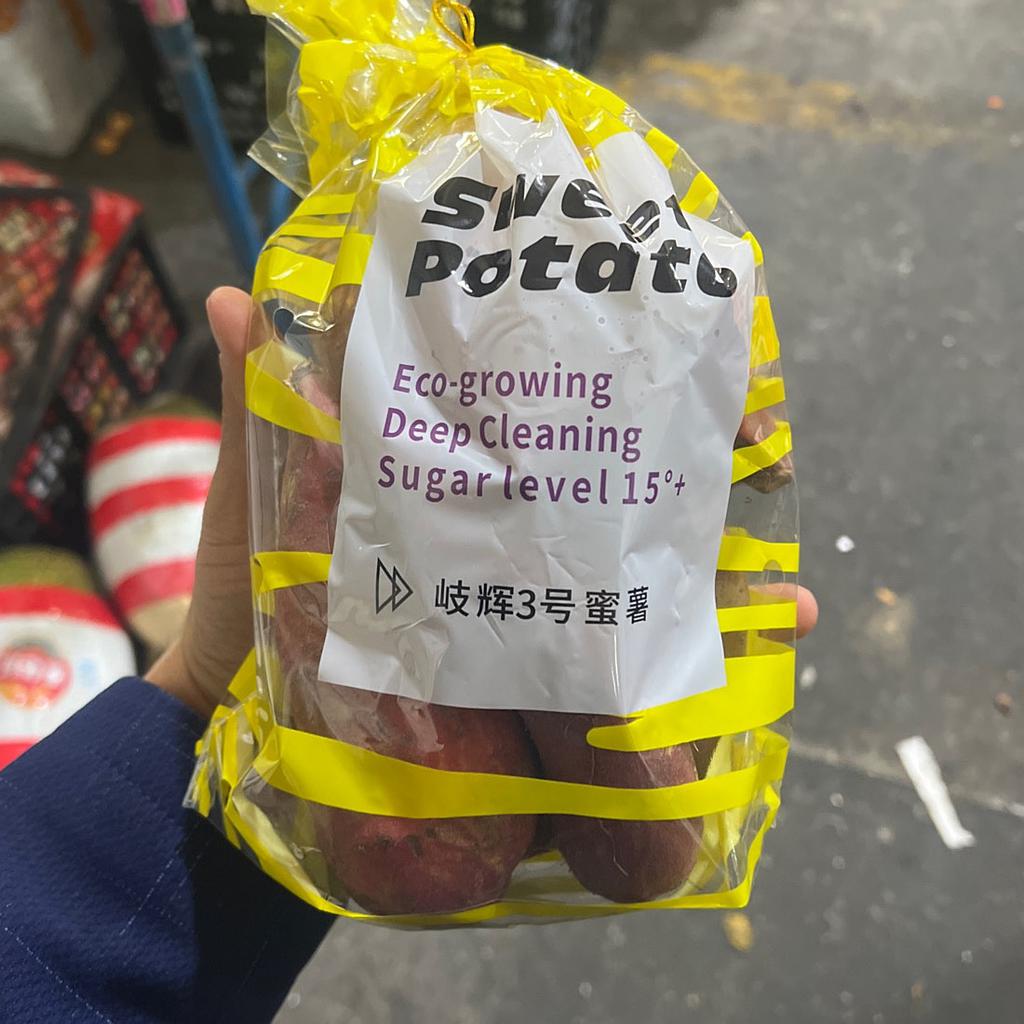 Sweet
Potato
Eco-growing
Deep Cleaning
Sugar level 15°+
岐辉3号蜜薯